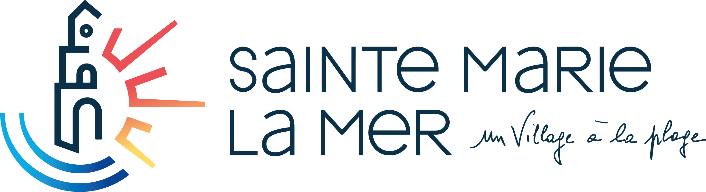 SaINTe MaRIe
La MeR un Village à la plage